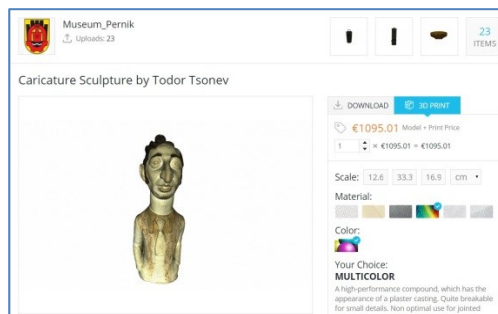 Museum_Pernik
Uploads: 23
23
ITEMS
Caricature Sculpture by Todor Tsonev
DOWNLOAD
3D PRINT
€1095.01 Model + Print Price
1 × €1095.01 = €1095.01
Scale: 12.6 33.3 16.9 cm
Material:
Color:
Your Choice:
MULTICOLOR
A high-performance compound, which has the
appearance of a plaster casting. Quite breakable
for small details. Non optimal use for jointed